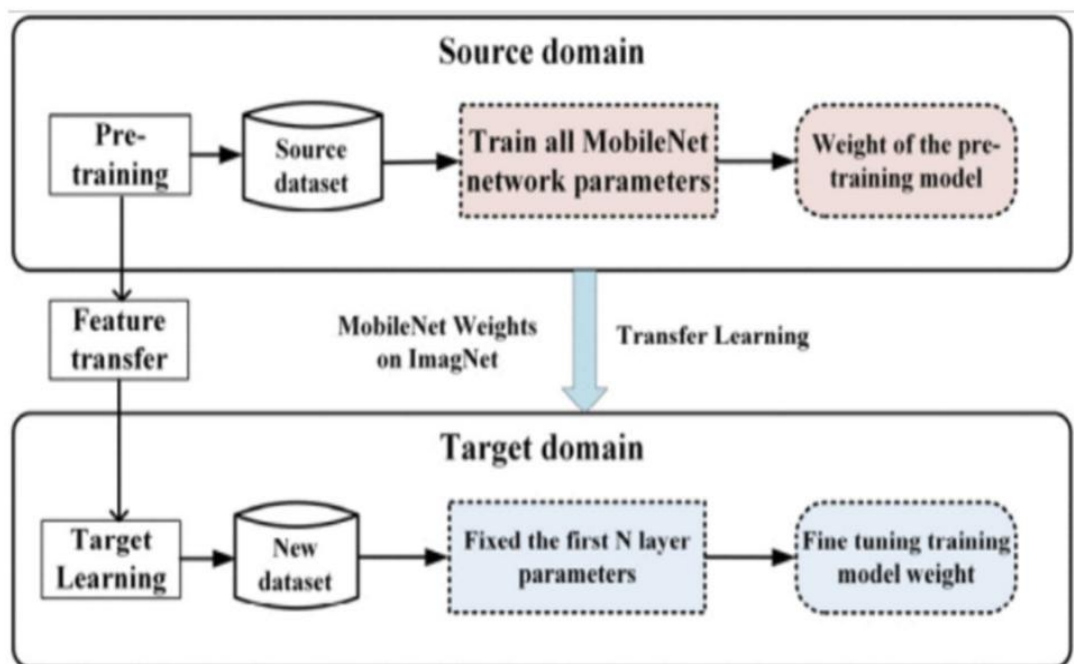 Source domain
Pre-
training
Source
dataset
Train all MobileNet
network parameters
Weight of the pre-
training model
Feature
transfer
MobileNet Weights
on ImagNet
Transfer Learning
Target domain
Target
Learning
New
dataset
Fixed the first N layer
parameters
Fine tuning training
model weight